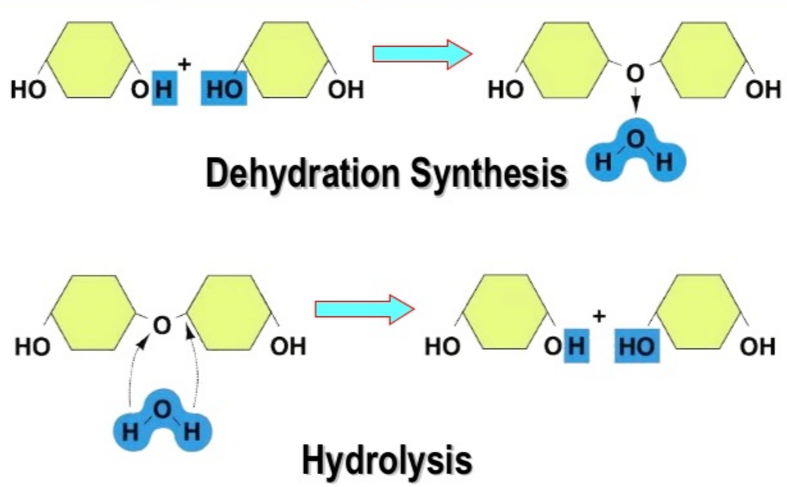 HO OH + HO OH HO O OH
H O H
Dehydration Synthesis
HO O OH HO OH + HO OH
H O H
Hydrolysis